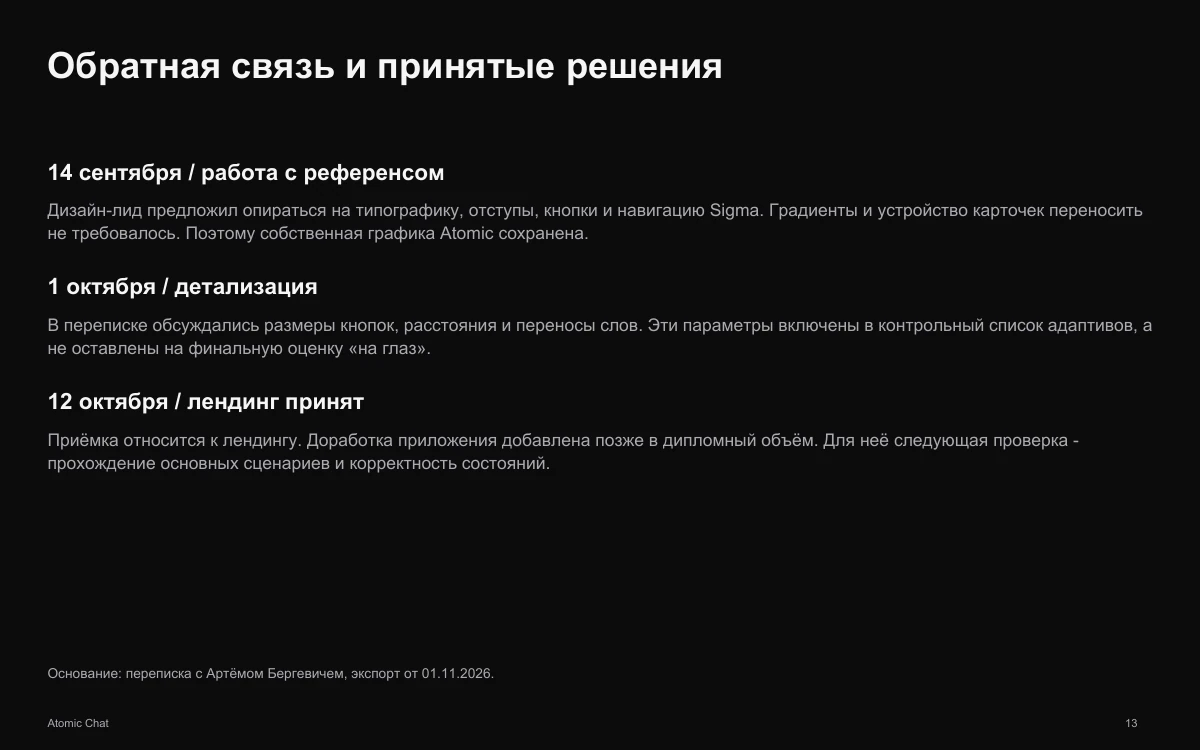 Обратная связь и принятые решения
14 сентября / работа с референсом
Дизайн-лид предложил опираться на типографику, отступы, кнопки и навигацию Sigma. Градиенты и устройство карточек переносить
не требовалось. Поэтому собственная графика Atomic сохранена.
1 октября / детализация
В переписке обсуждались размеры кнопок, расстояния и переносы слов. Эти параметры включены в контрольный список адаптивов, а
не оставлены на финальную оценку «на глаз».
12 октября / лендинг принят
Приёмка относится к лендингу. Доработка приложения добавлена позже в дипломный объём. Для неё следующая проверка -
прохождение основных сценариев и корректность состояний.
Основание: переписка с Артёмом Бергевичем, экспорт от 01.11.2026.
Atomic Chat
13